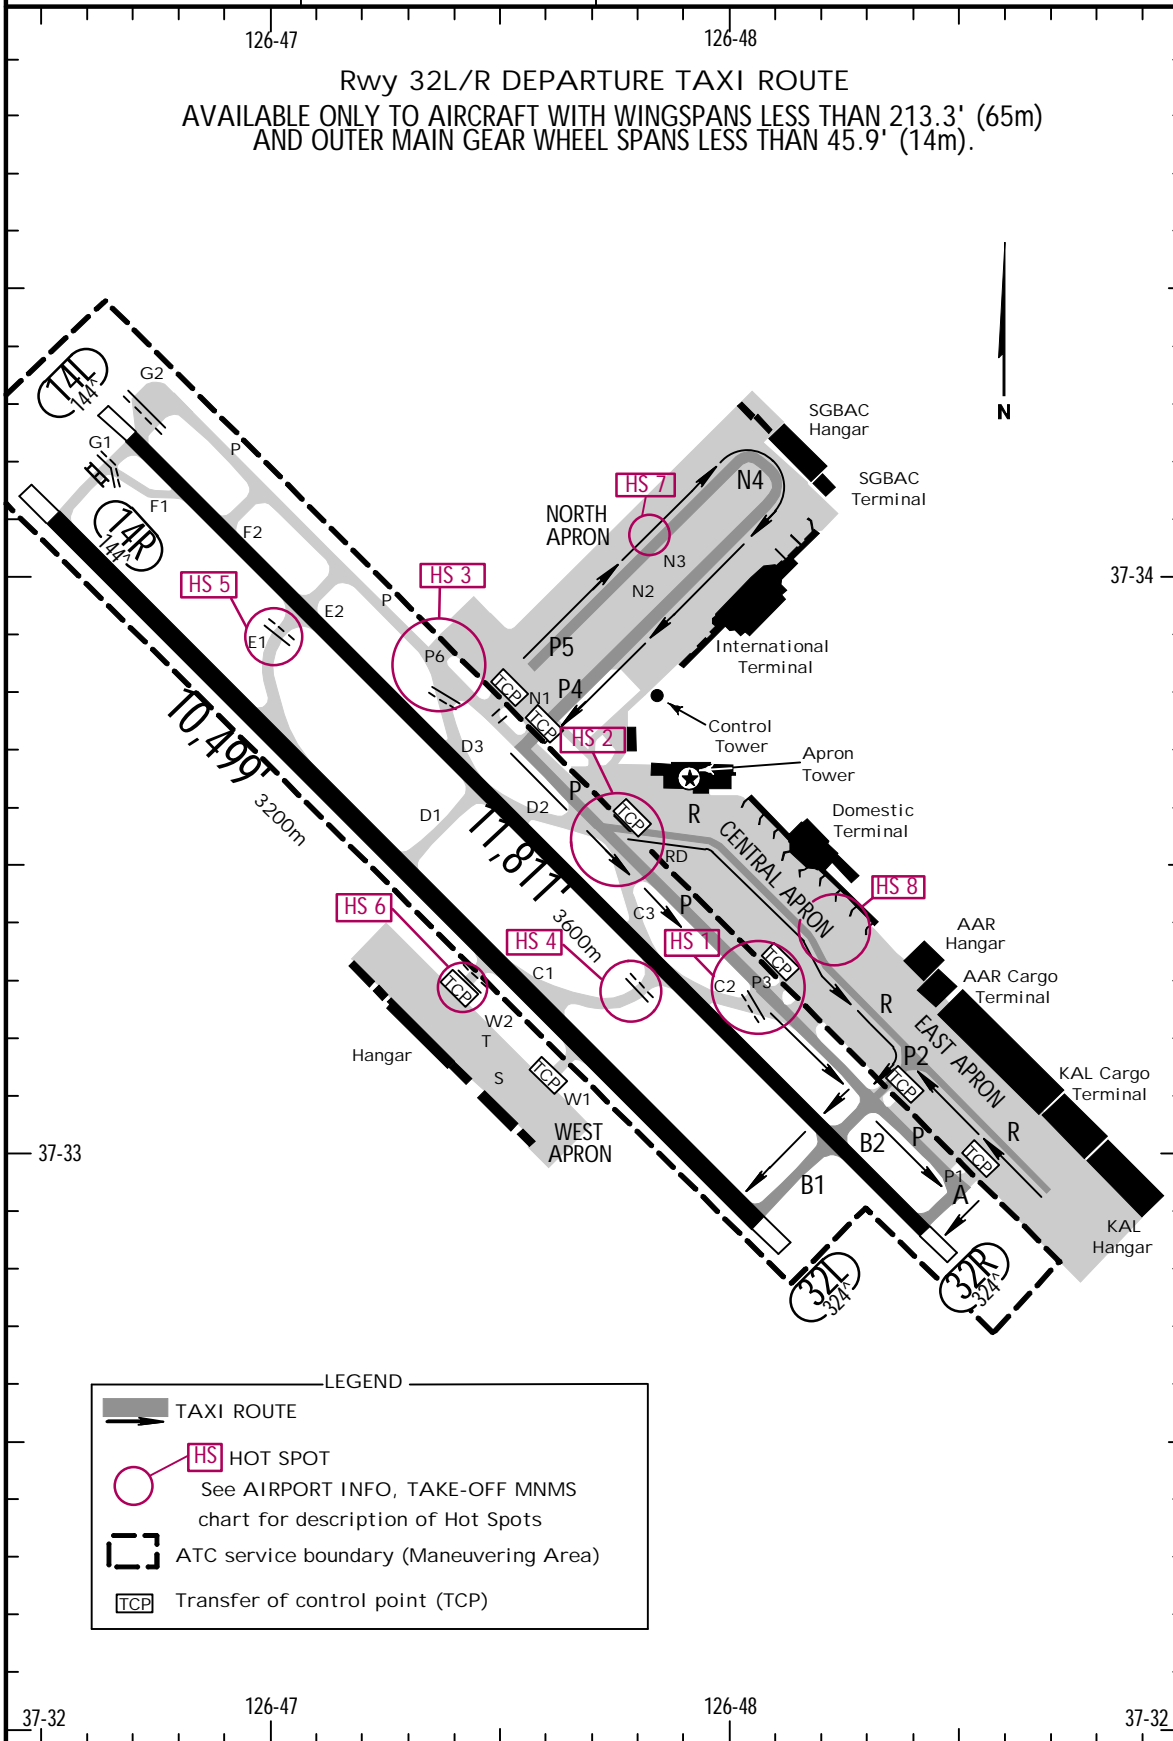 126-47
126-48
Rwy 32L/R DEPARTURE TAXI ROUTE
AVAILABLE ONLY TO AIRCRAFT WITH WINGSPANS LESS THAN 213.3' (65m)
AND OUTER MAIN GEAR WHEEL SPANS LESS THAN 45.9' (14m).
N
14L
144^
G2
G1
P
F1
14R
144^
F2
SGBAC
Hangar
SGBAC
Terminal
N4
HS 7
NORTH
APRON
N3
N2
37-34
HS 3
HS 5
E2
P
E1
P6
P5
International
Terminal
TCP
N1
P4
TCP
10,499'
3200m
HS 2
Control
Tower
Apron
Tower
D3
P
D2
D1
TCP
R
Domestic
Terminal
CENTRAL APRON
RD
11,811'
3600m
HS 8
HS 6
C3
P
HS 4
HS 1
AAR
Hangar
AAR Cargo
Terminal
TCP
C1
C2
P3
TCP
R
W2
T
S
Hangar
TCP
W1
WEST
APRON
EAST APRON
P2
TCP
KAL Cargo
Terminal
37-33
R
P
B2
TCP
P1
A
B1
KAL
Hangar
32L
324^
32R
324^
LEGEND
TAXI ROUTE
HS HOT SPOT
See AIRPORT INFO, TAKE-OFF MNMS
chart for description of Hot Spots
ATC service boundary (Maneuvering Area)
TCP Transfer of control point (TCP)
126-47
126-48
37-32
37-32